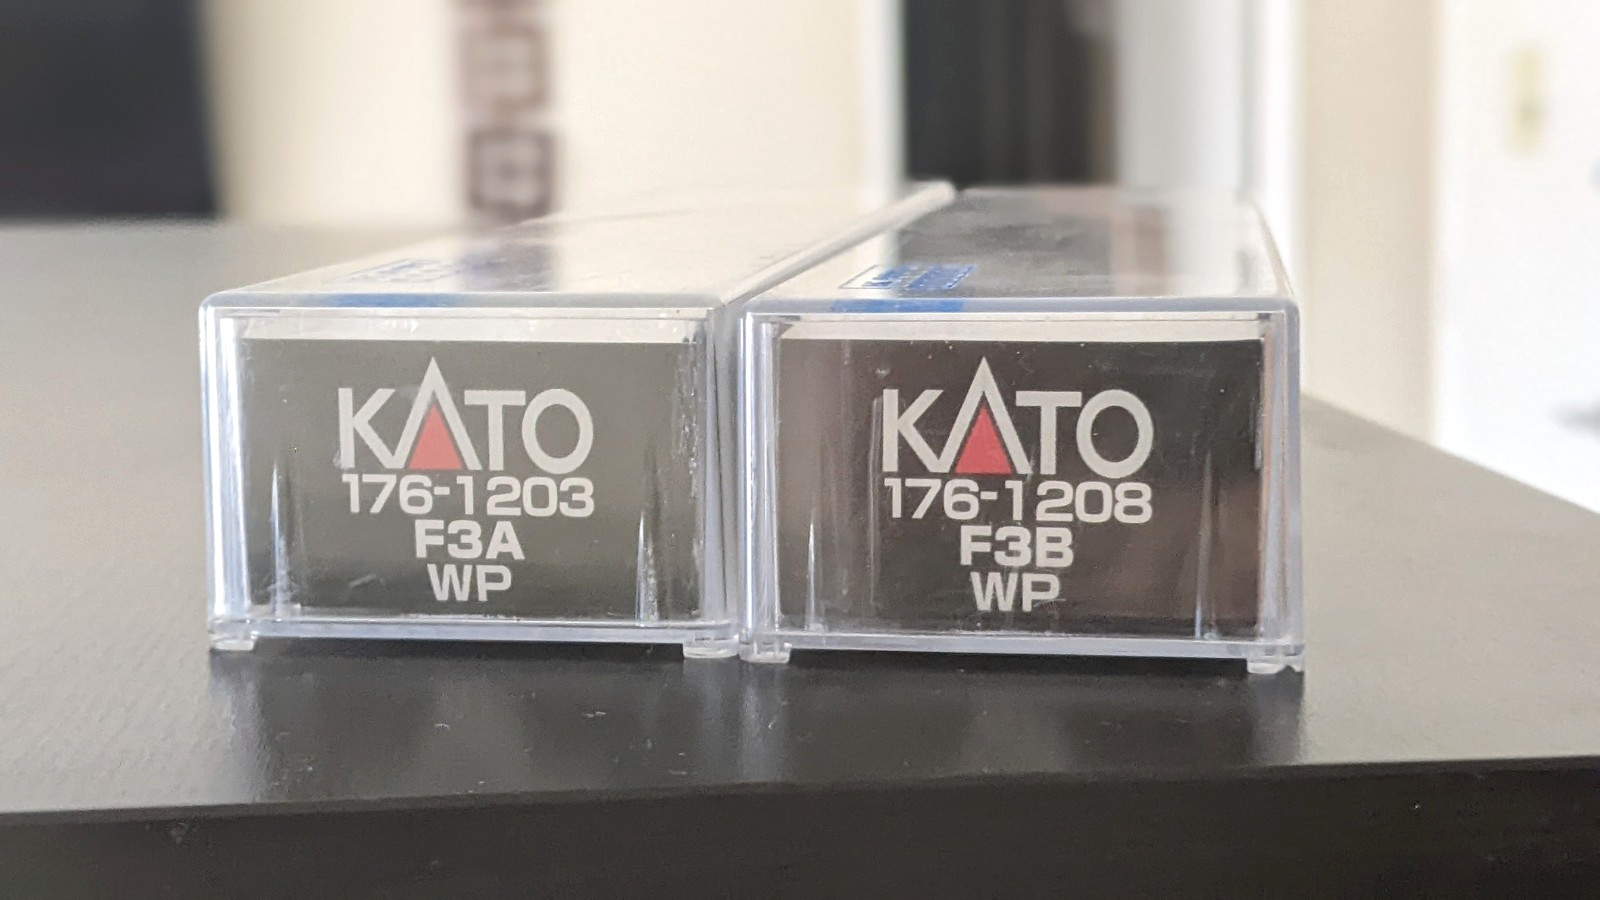 KATO
176-1203
F3A
WP
KATO
176-1208
F3B
WP